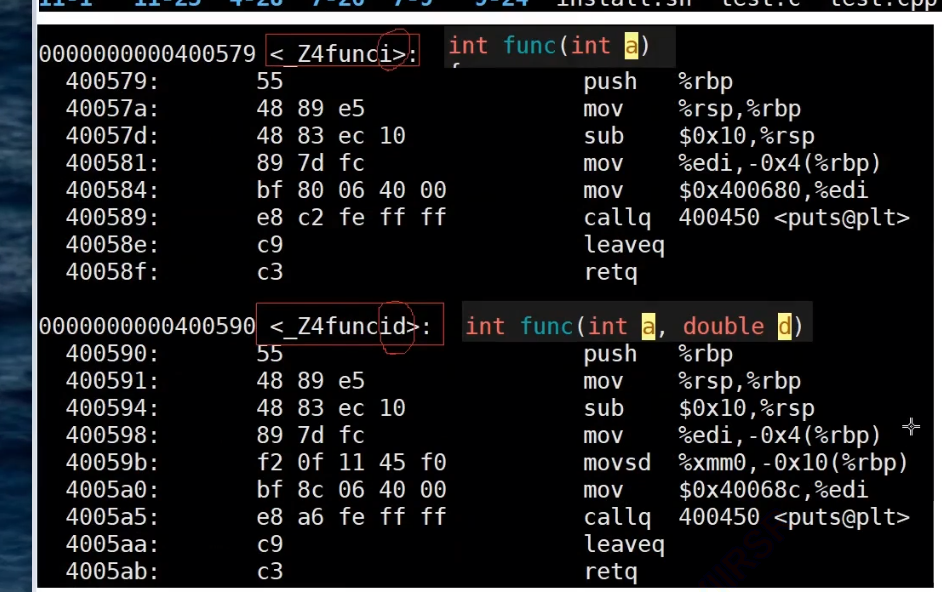 11-1 11-25 4-28 7-26 7-9 9-24 install.sh test.c test.cpp
0000000000400579 <_Z4funci>: int func(int a)
400579: 55 push %rbp
40057a: 48 89 e5 mov %rsp,%rbp
40057d: 48 83 ec 10 sub $0x10,%rsp
400581: 89 7d fc mov %edi,-0x4(%rbp)
400584: bf 80 06 40 00 mov $0x400680,%edi
400589: e8 c2 fe ff ff callq 400450 <puts@plt>
40058e: c9 leaveq
40058f: c3 retq
0000000000400590 <_Z4funcid>: int func(int a, double d)
400590: 55 push %rbp
400591: 48 89 e5 mov %rsp,%rbp
400594: 48 83 ec 10 sub $0x10,%rsp
400598: 89 7d fc mov %edi,-0x4(%rbp)
40059b: f2 0f 11 45 f0 movsd %xmm0,-0x10(%rbp)
4005a0: bf 8c 06 40 00 mov $0x40068c,%edi
4005a5: e8 a6 fe ff ff callq 400450 <puts@plt>
4005aa: c9 leaveq
4005ab: c3 retq